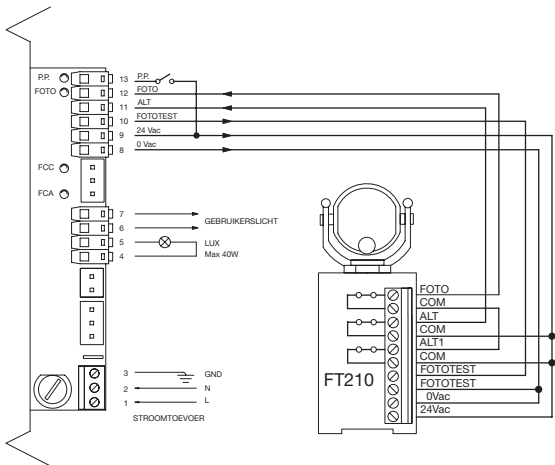 P.P. 13 P.P.
FOTO 12 FOTO
11 ALT
10 FOTOTEST
9 24 Vac
8 0 Vac
FCC
FCA
7
GEBRUIKERSLICHT
6
5 LUX
4 Max 40W
3 GND
2 N
1 L
STROOMTOEVOER
FOTO
COM
ALT
COM
ALT1
COM
FOTOTEST
FOTOTEST
0Vac
24Vac
FT210